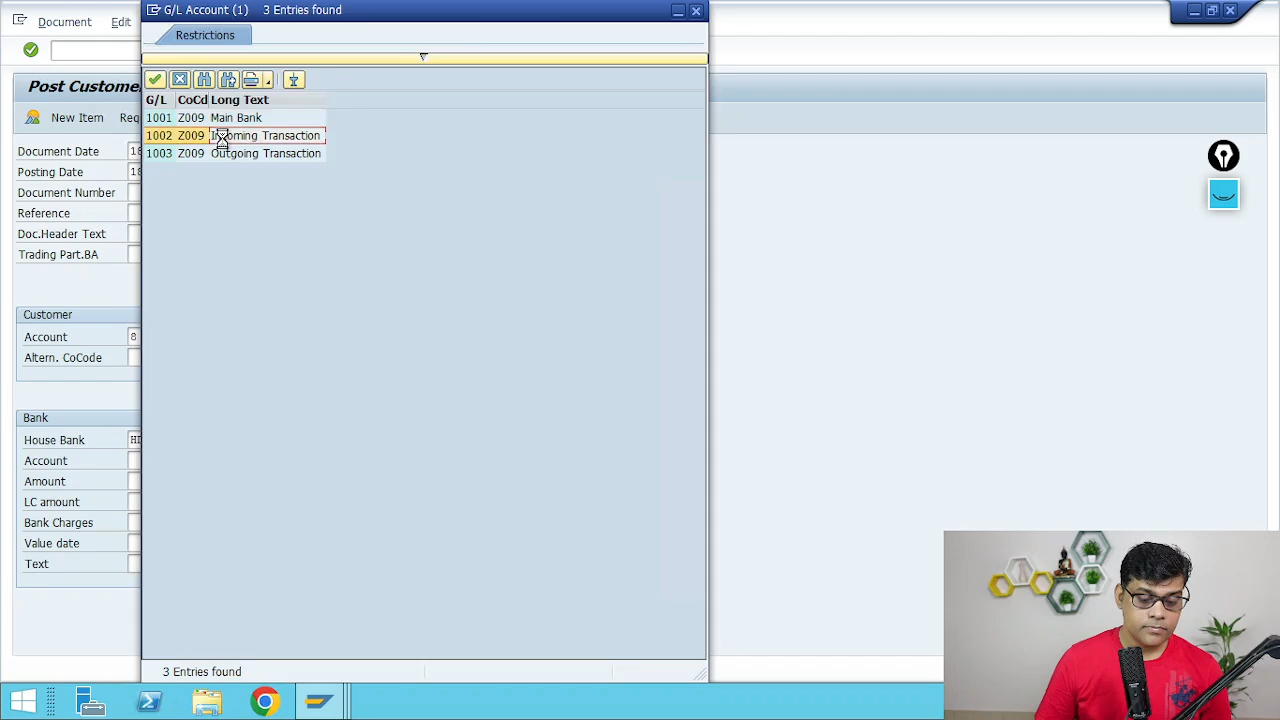 Document Edit
G/L Account (1) 3 Entries found
Restrictions
Post Custome
New Item Req
G/L CoCd Long Text
1001 Z009 Main Bank
1002 Z009 Incoming Transaction
1003 Z009 Outgoing Transaction
Document Date 18
Posting Date 18
Document Number
Reference
Doc.Header Text
Trading Part.BA
Customer
Account 8
Altern. CoCode
Bank
House Bank
Account
Amount
LC amount
Bank Charges
Value date
Text
3 Entries found